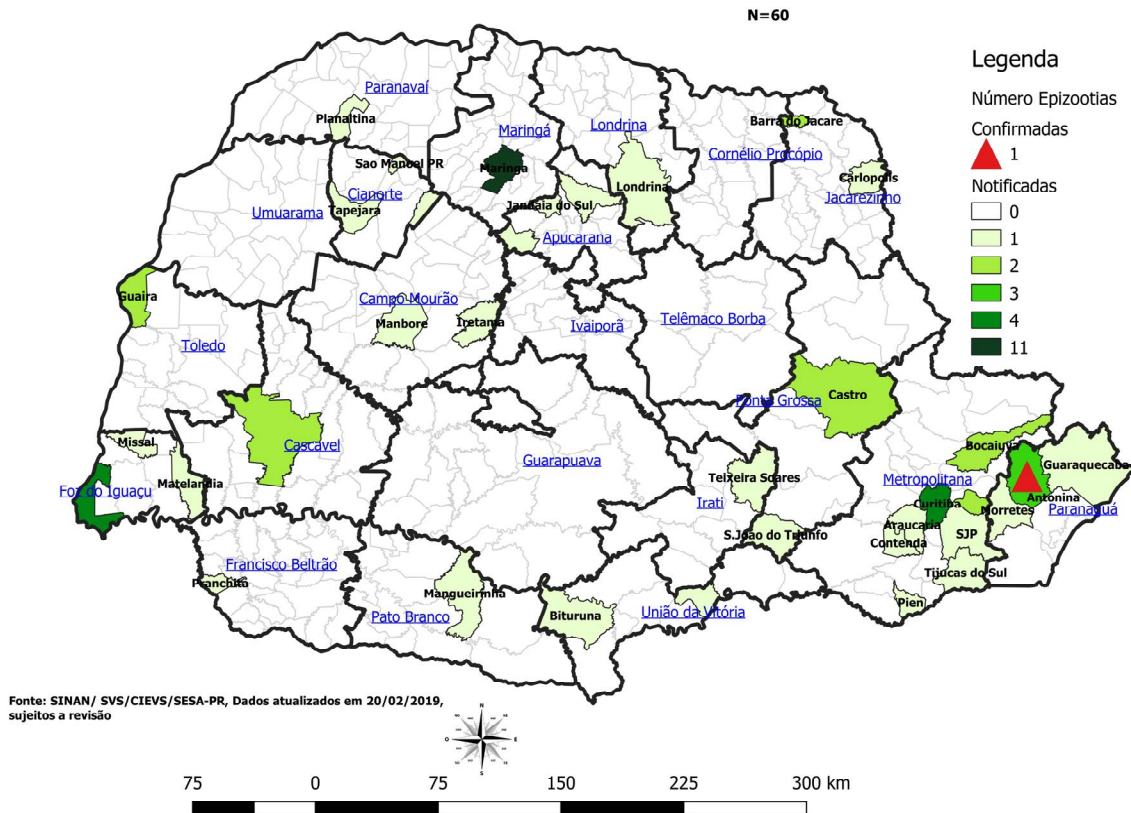 N=60
Legenda
Número Epizootias
Confirmadas
1
Notificadas
0
1
2
3
4
11
Paranavaí
Planaltina
Maringá
Londrina
Barra do Jacare
Cornélio Procópio
Sao Manoel PR
Maringa
Cianorte
Londrina
Carlopolis
Jacarezinho
Umuarama
Tapejara
Jandaia do Sul
Apucarana
Guaira
Campo Mourão
Manbore
Iretama
Ivaiporã
Telêmaco Borba
Toledo
Castro
Ponta Grossa
Missal
Cascavel
Bocaiuva
Guarapuava
Guaraquecaba
Matelandia
Teixeira Soares
Metropolitana
Foz do Iguaçu
Antonina
Curitiba
Morretes
Paranaguá
Irati
Araucaria
S.João do Triunfo
SJP
Contenda
Francisco Beltrão
Tijucas do Sul
Pranchita
Mangueirinha
Pien
Pato Branco
Bituruna
União da Vitória
Fonte: SINAN/ SVS/CIEVS/SESA-PR, Dados atualizados em 20/02/2019,
sujeitos a revisão
N
O
E
S
75 0 75 150 225 300 km